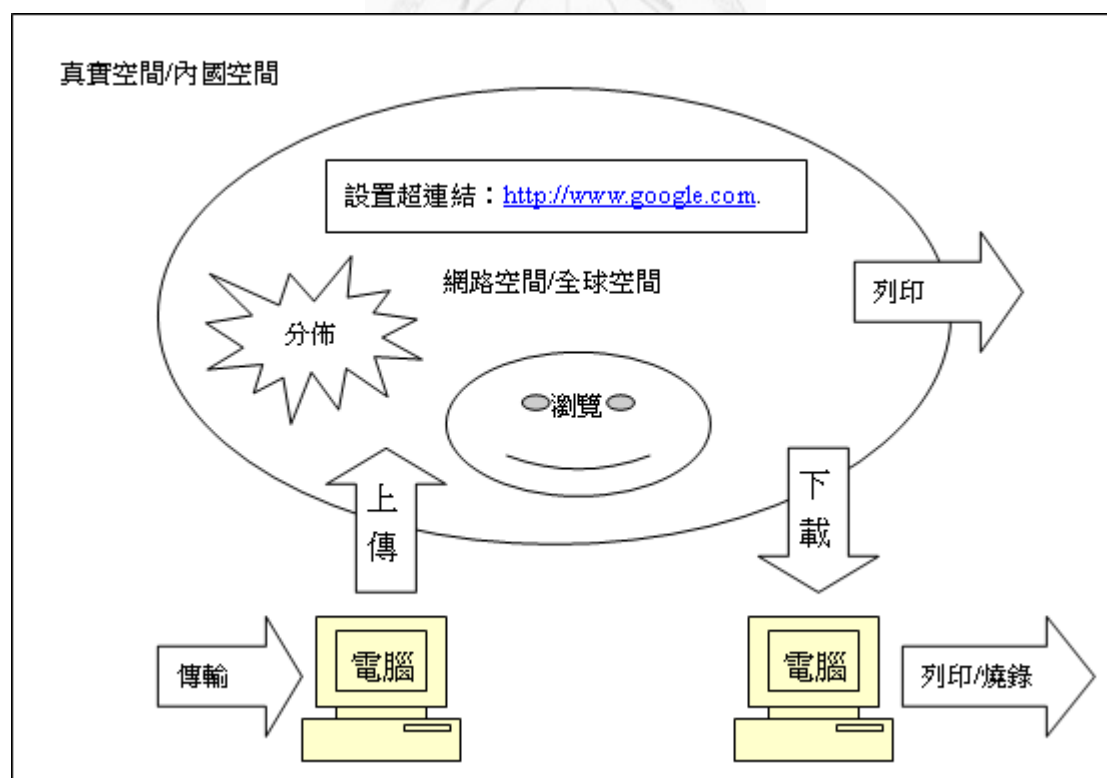 真實空間/內國空間
設置超連結：http://www.google.com.
網路空間/全球空間
列印
分佈
瀏覽
上傳
下載
傳輸
電腦
電腦
列印/燒錄